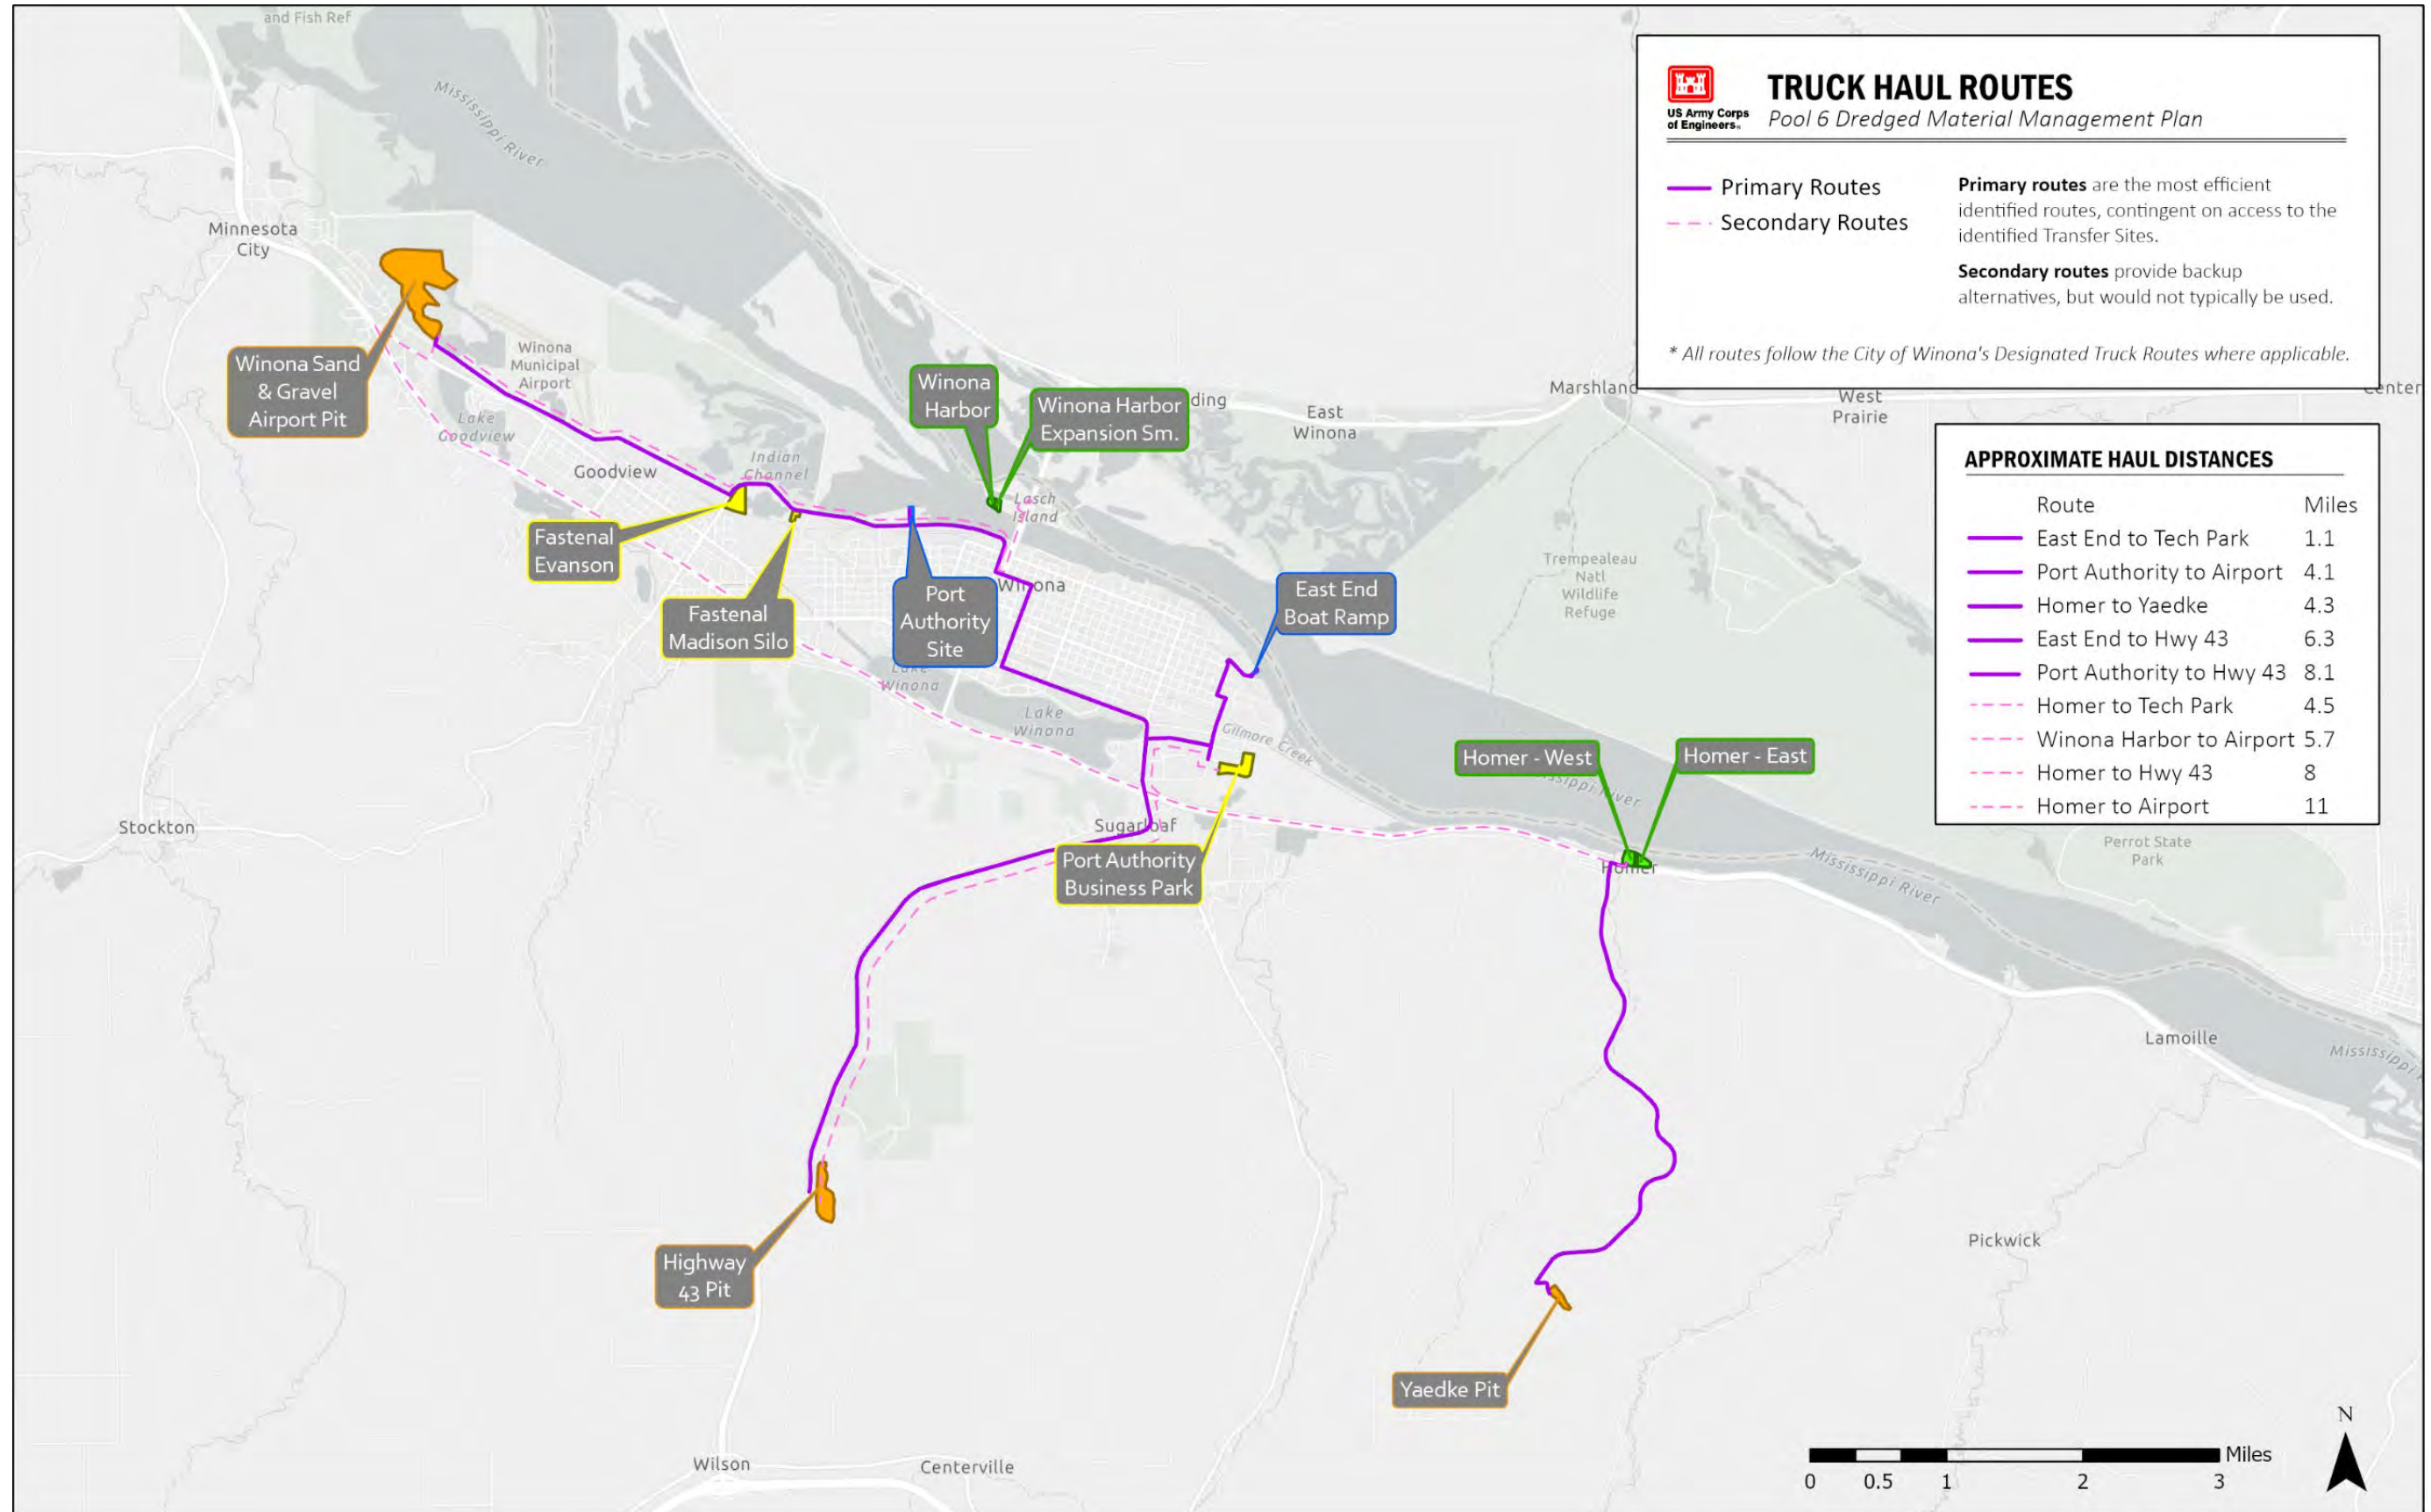 and Fish Ref
Mississippi River
Minnesota
City
Winona Sand
& Gravel
Airport Pit
Winona
Municipal
Airport
Lake
Goodview
Goodview
Indian
Channel
Fastenal
Evanson
Fastenal
Madison Silo
Winona
Harbor
Winona Harbor
Expansion Sm.
ding
East
Winona
Lasch
Island
Port
Authority
Site
Winona
Lake
Winona
Lake
Winona
East End
Boat Ramp
Gilmore Creek
Marshland
West
Prairie
Center
Trempealeau
Natl
Wildlife
Refuge
Homer - West
Homer - East
ssippi River
Homer
Mississippi River
Perrot State
Park
Stockton
Sugarloaf
Port Authority
Business Park
Lamoille
Mississippi
Pickwick
Highway
43 Pit
Yaedke Pit
Wilson
Centerville
US Army Corps
of Engineers®
TRUCK HAUL ROUTES
Pool 6 Dredged Material Management Plan
Primary Routes
Secondary Routes
Primary routes are the most efficient
identified routes, contingent on access to the
identified Transfer Sites.
Secondary routes provide backup
alternatives, but would not typically be used.
* All routes follow the City of Winona's Designated Truck Routes where applicable.
APPROXIMATE HAUL DISTANCES
Route Miles
East End to Tech Park 1.1
Port Authority to Airport 4.1
Homer to Yaedke 4.3
East End to Hwy 43 6.3
Port Authority to Hwy 43 8.1
Homer to Tech Park 4.5
Winona Harbor to Airport 5.7
Homer to Hwy 43 8
Homer to Airport 11
N
Miles
0 0.5 1 2 3